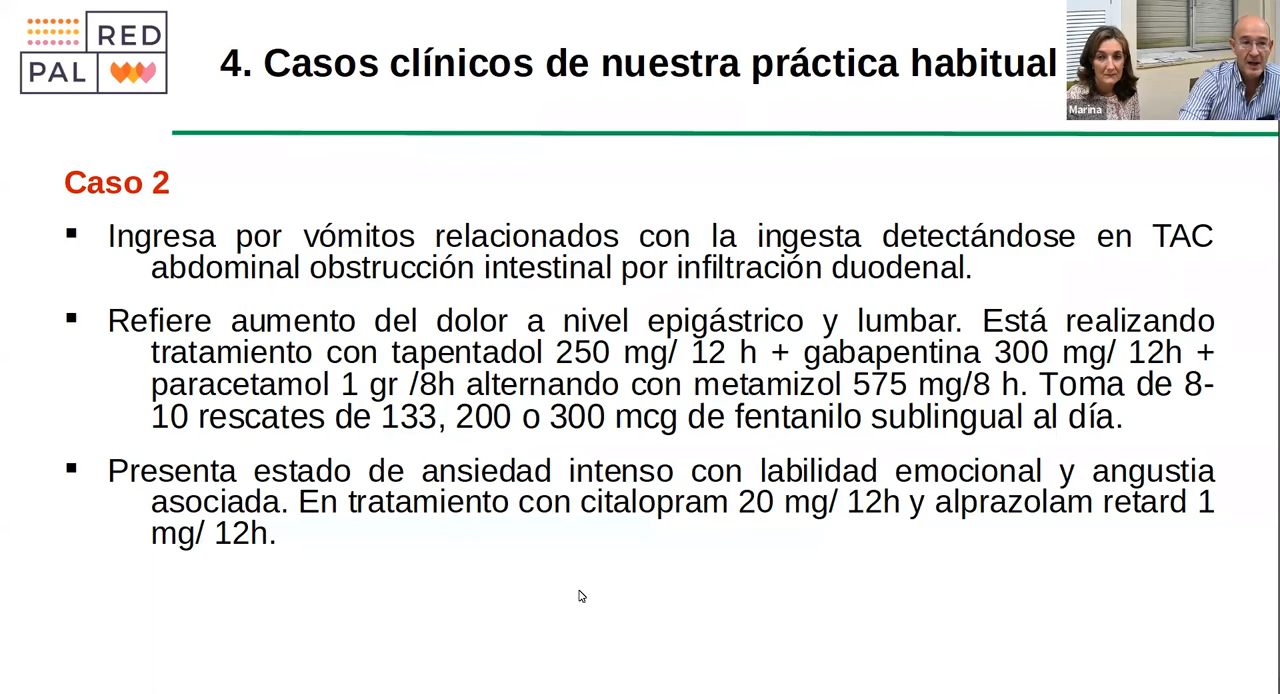 RED
PAL
4. Casos clínicos de nuestra práctica habitual
Marina
Caso 2
▪ Ingresa por vómitos relacionados con la ingesta detectándose en TAC
abdominal obstrucción intestinal por infiltración duodenal.
▪ Refiere aumento del dolor a nivel epigástrico y lumbar. Está realizando
tratamiento con tapentadol 250 mg/ 12 h + gabapentina 300 mg/ 12h +
paracetamol 1 gr /8h alternando con metamizol 575 mg/8 h. Toma de 8-
10 rescates de 133, 200 o 300 mcg de fentanilo sublingual al día.
▪ Presenta estado de ansiedad intenso con labilidad emocional y angustia
asociada. En tratamiento con citalopram 20 mg/ 12h y alprazolam retard 1
mg/ 12h.